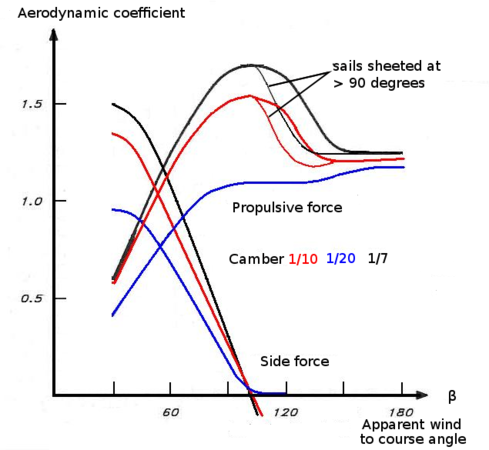 Aerodynamic coefficient
sails sheeted at
> 90 degrees
1.5
1.0
Propulsive force
Camber 1/10 1/20 1/7
0.5
Side force
β
60
120
180
Apparent wind
to course angle